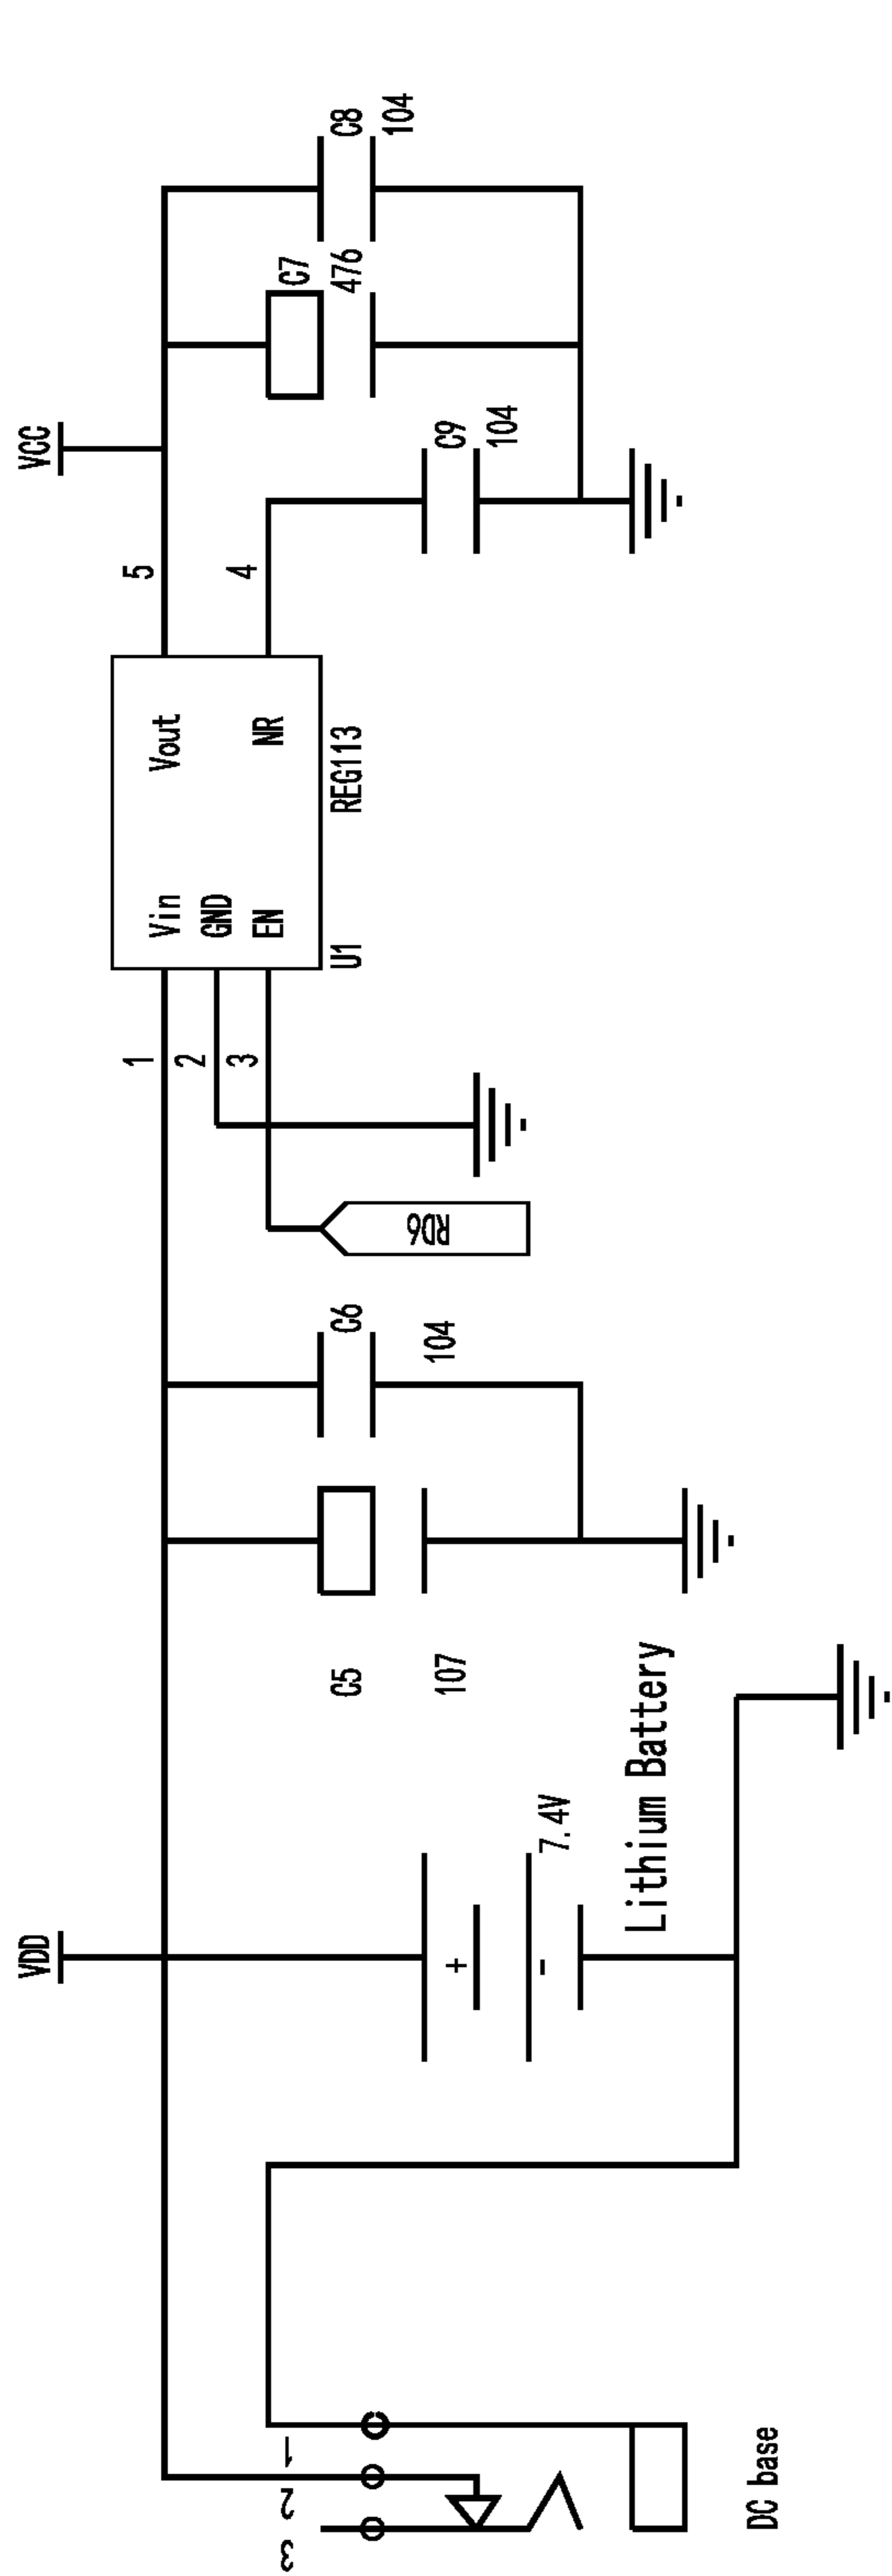 VDD
VCC
1
5
Vin
Vout
2
GND
3
4
EN
NR
3
2
1
C7
C5
C6
U1
REG113
476
C8
104
RD6
107
104
C9
104
+
-
7.4V
Lithium Battery
DC base